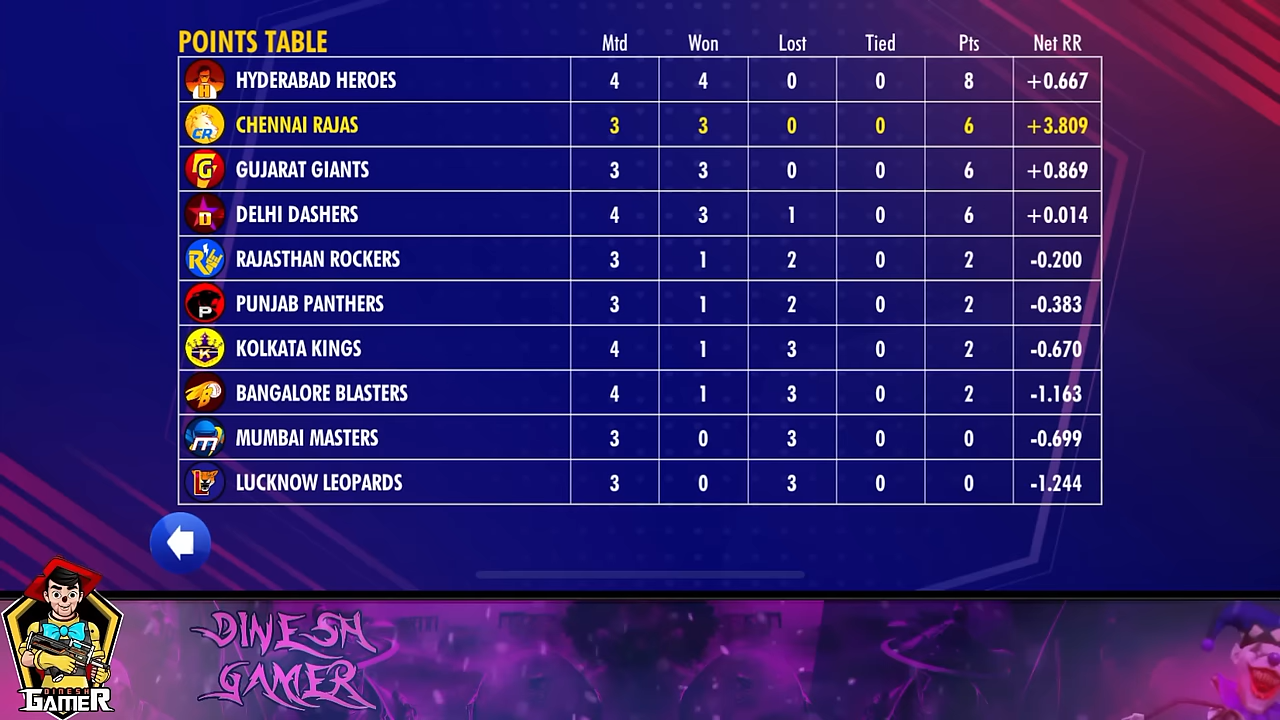 POINTS TABLE Mtd Won Lost Tied Pts Net RR
HYDERABAD HEROES 4 4 0 0 8 +0.667
CR CHENNAI RAJAS 3 3 0 0 6 +3.809
G GUJARAT GIANTS 3 3 0 0 6 +0.869
D DELHI DASHERS 4 3 1 0 6 +0.014
R RAJASTHAN ROCKERS 3 1 2 0 2 -0.200
P PUNJAB PANTHERS 3 1 2 0 2 -0.383
K KOLKATA KINGS 4 1 3 0 2 -0.670
BANGALORE BLASTERS 4 1 3 0 2 -1.163
M MUMBAI MASTERS 3 0 3 0 0 -0.699
L LUCKNOW LEOPARDS 3 0 3 0 0 -1.244
DINESH
GAMER
DINESH
GAMER